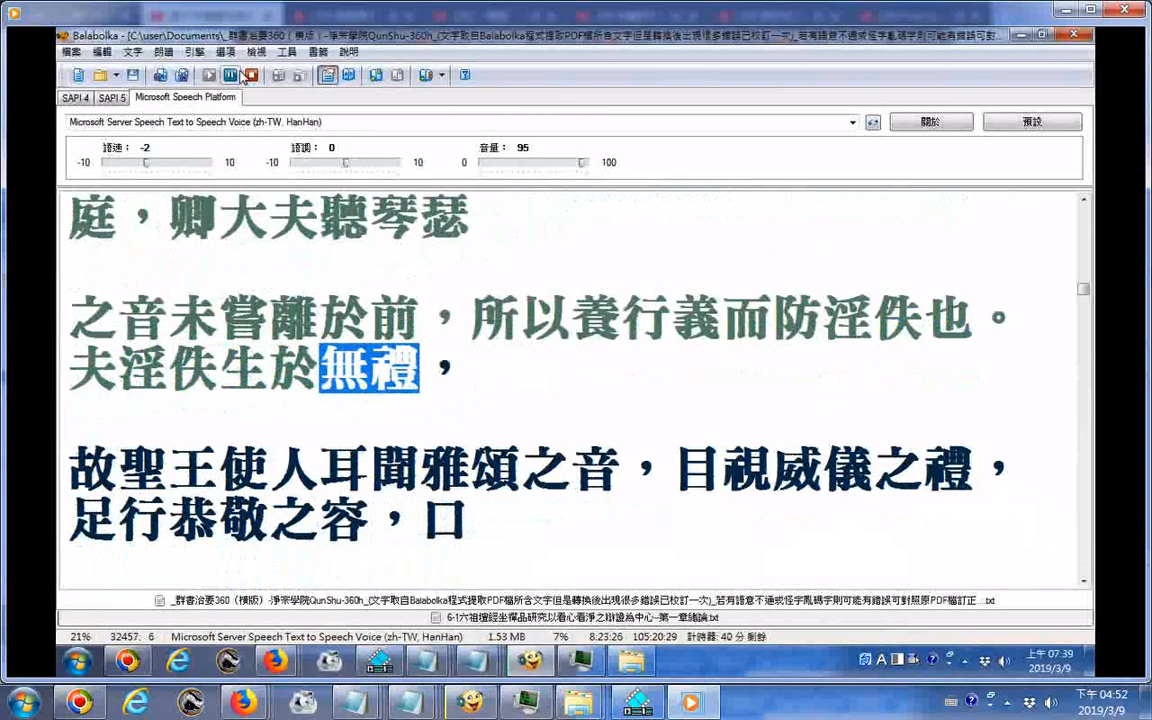 Balabolka - [C:\user\Documents\_群書治要360（橫版）-淨宗學院QunShu-360h_(文字取自Balabolka程式提取PDF檔所含文字但是轉換後出現很多錯誤已校訂一次)_若有語意不通或怪字亂碼字則可能有錯誤可對
檔案 編輯 文字 朗讀 引擎 選項 檢視 工具 書籤 說明
SAPI 4 SAPI 5 Microsoft Speech Platform
Microsoft Server Speech Text to Speech Voice (zh-TW, HanHan) 關於 預設
語速： -2 語調： 0 音量： 95
-10 10 -10 10 0 100
庭，卿大夫聽琴瑟
之音未嘗離於前，所以養行義而防淫佚也。
夫淫佚生於無禮，
故聖王使人耳聞雅頌之音，目視威儀之禮，
足行恭敬之容，口
_群書治要360（橫版）-淨宗學院QunShu-360h_(文字取自Balabolka程式提取PDF檔所含文字但是轉換後出現很多錯誤已校訂一次)_若有語意不通或怪字亂碼字則可能有錯誤可對照原PDF檔訂正....txt
6-1六祖壇經坐禪品研究以看心看淨之辯證為中心--第一章緒論.txt
21% 32457: 6 Microsoft Server Speech Text to Speech Voice (zh-TW, HanHan) 1.53 MB 7% 8:23:26 105:20:29 計時器: 40 分 剩餘
A 上午 07:39
2019/3/9
下午 04:52
2019/3/9